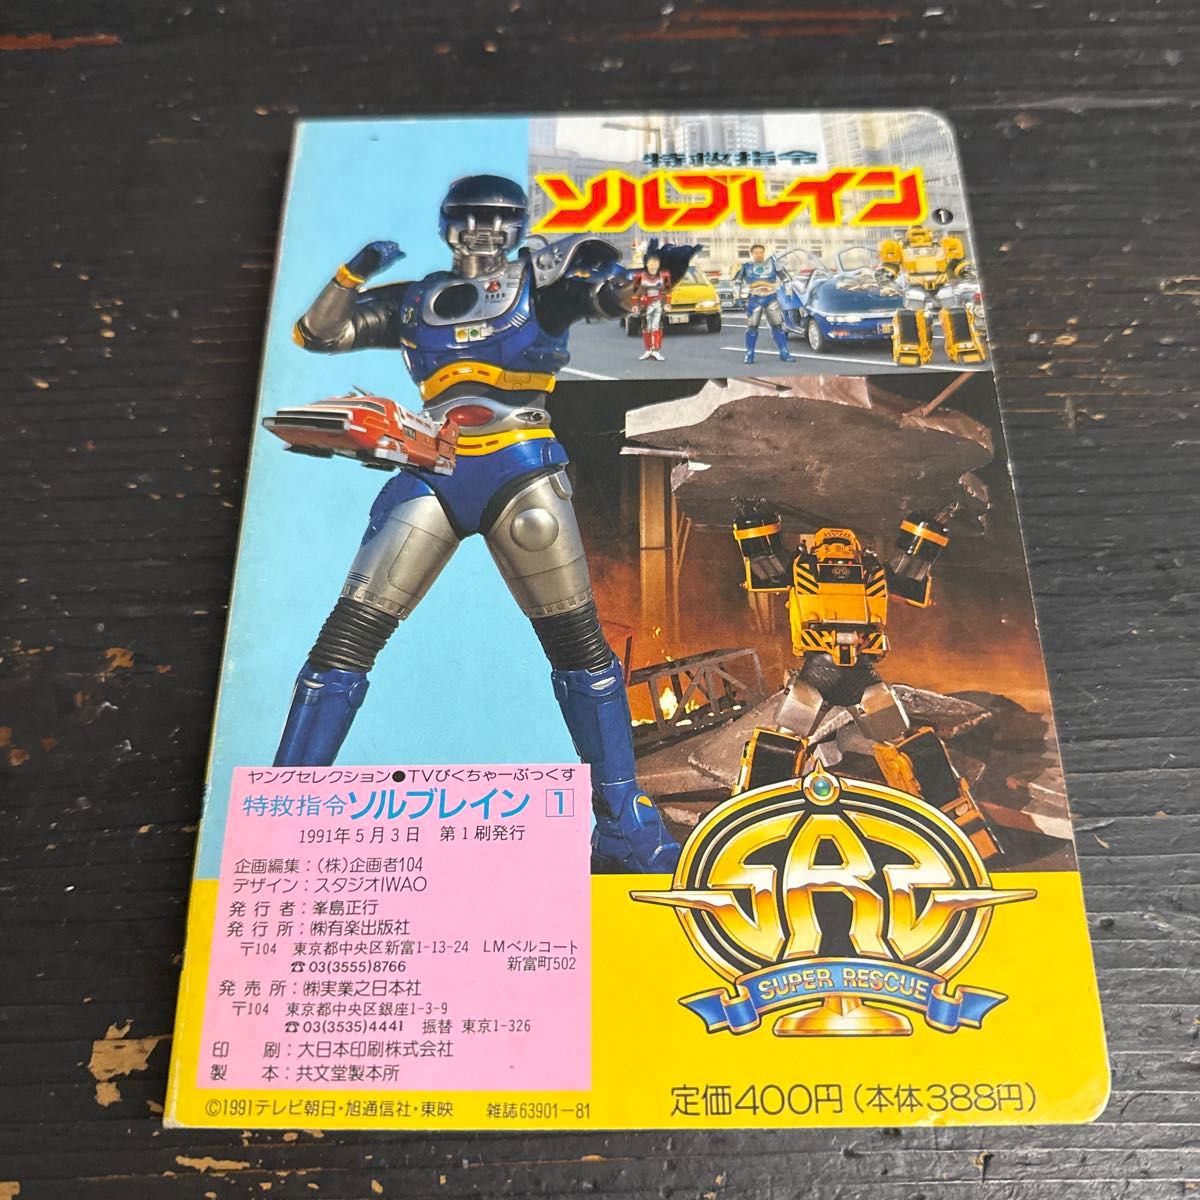 特救指令
ソルブレイン
❶
ヤングセレクション●TVぴくちゃーぶっくす
特救指令ソルブレイン 1
1991年5月3日 第1刷発行
企画編集：(株)企画者104
デザイン：スタジオIWAO
発行者：峯島正行
発行所：㈱有楽出版社
〒104 東京都中央区新富1-13-24 LMベルコート
新富町502
☎03(3555)8766
発売所：㈱実業之日本社
〒104 東京都中央区銀座1-3-9
☎03(3535)4441 振替 東京1-326
印刷：大日本印刷株式会社
製本：共文堂製本所
©1991テレビ朝日・旭通信社・東映 雑誌63901-81
SUPER RESCUE
定価400円(本体388円)